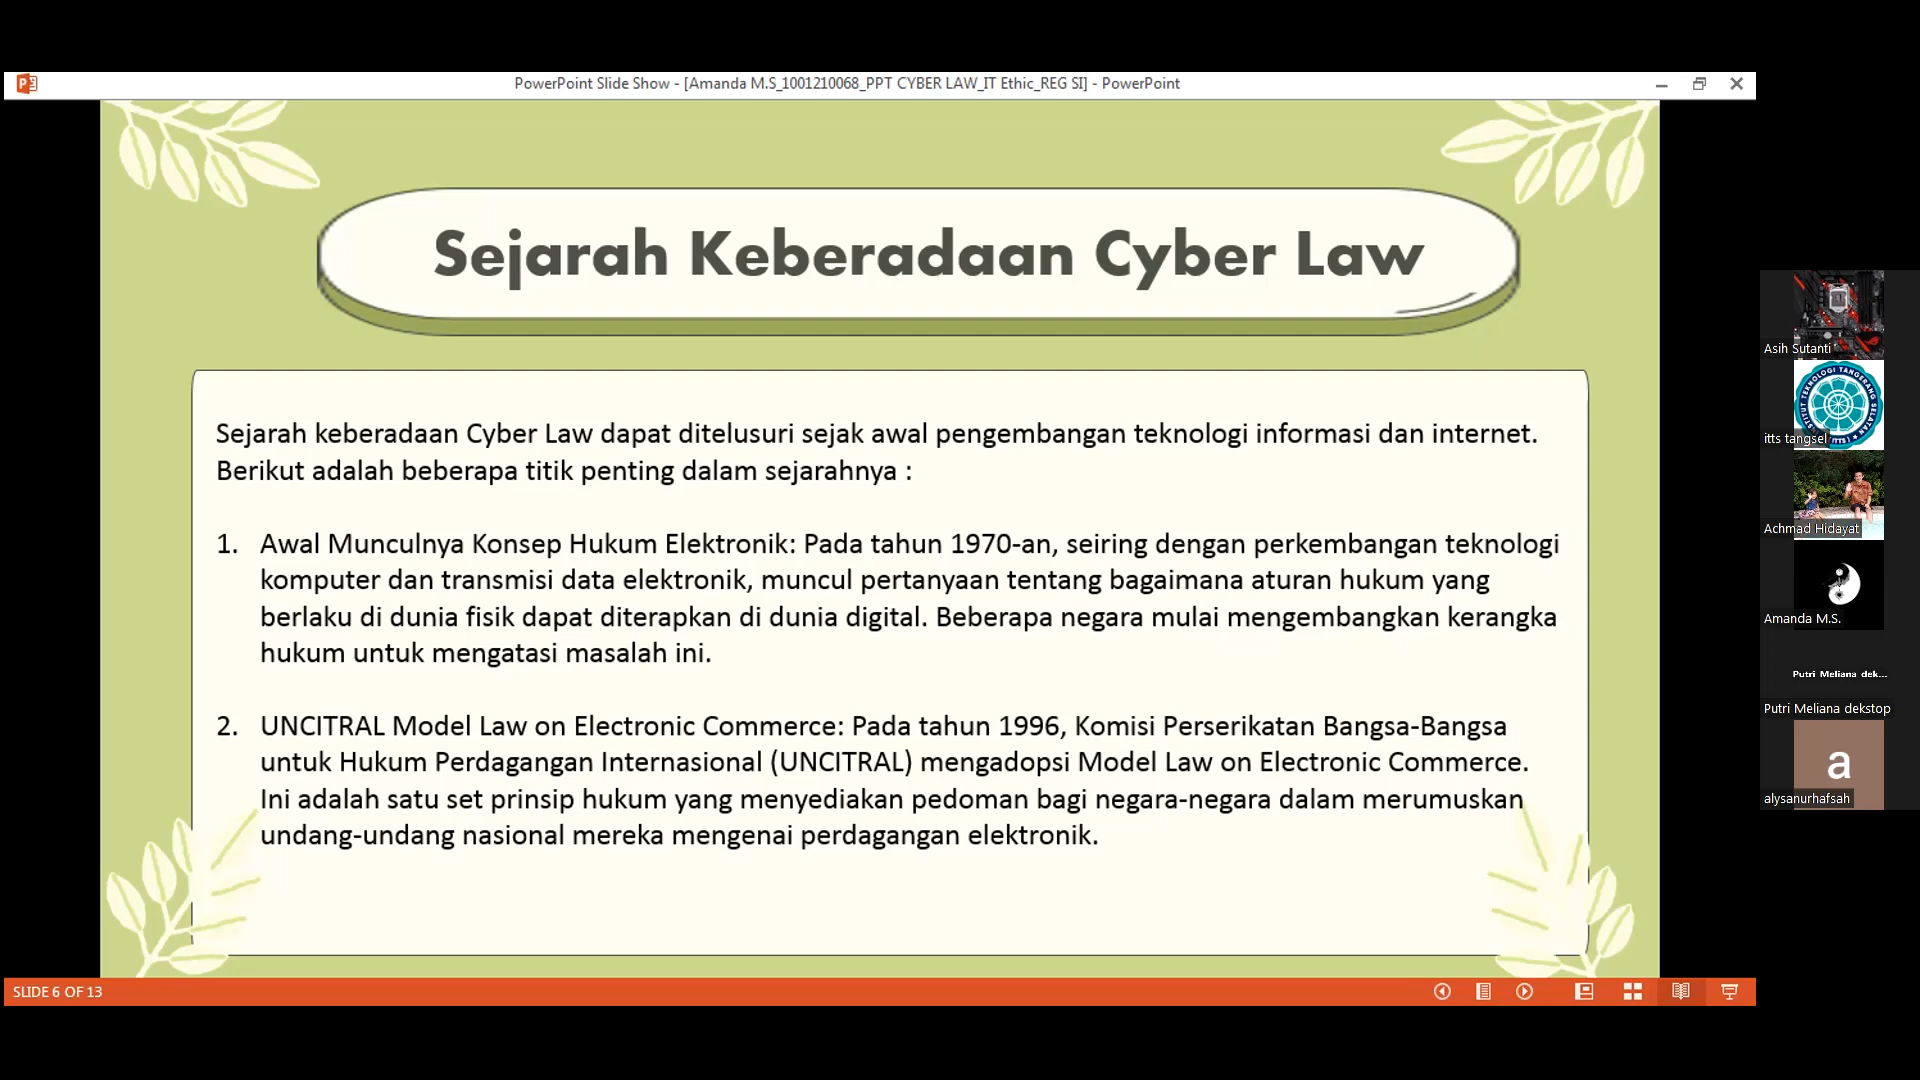 PowerPoint Slide Show - [Amanda M.S_1001210068_PPT CYBER LAW_IT Ethic_REG SI] - PowerPoint
Sejarah Keberadaan Cyber Law
Sejarah keberadaan Cyber Law dapat ditelusuri sejak awal pengembangan teknologi informasi dan internet.
Berikut adalah beberapa titik penting dalam sejarahnya :
1. Awal Munculnya Konsep Hukum Elektronik: Pada tahun 1970-an, seiring dengan perkembangan teknologi
komputer dan transmisi data elektronik, muncul pertanyaan tentang bagaimana aturan hukum yang
berlaku di dunia fisik dapat diterapkan di dunia digital. Beberapa negara mulai mengembangkan kerangka
hukum untuk mengatasi masalah ini.
2. UNCITRAL Model Law on Electronic Commerce: Pada tahun 1996, Komisi Perserikatan Bangsa-Bangsa
untuk Hukum Perdagangan Internasional (UNCITRAL) mengadopsi Model Law on Electronic Commerce.
Ini adalah satu set prinsip hukum yang menyediakan pedoman bagi negara-negara dalam merumuskan
undang-undang nasional mereka mengenai perdagangan elektronik.
SLIDE 6 OF 13
Asih Sutanti
INSTITUT TEKNOLOGI TANGERANG SELATAN (ITTS)
itts tangsel
Achmad Hidayat
Amanda M.S.
Putri Meliana dek...
Putri Meliana dekstop
a
alysanurhafsah